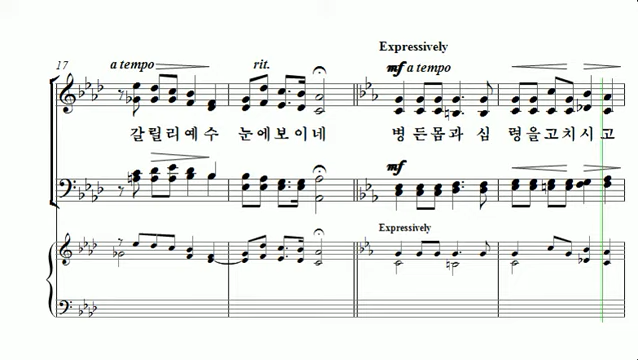 Expressively
17 a tempo rit. mf a tempo
갈릴리예수 눈에보이네 병든몸과심령을고치시고
mf
Expressively